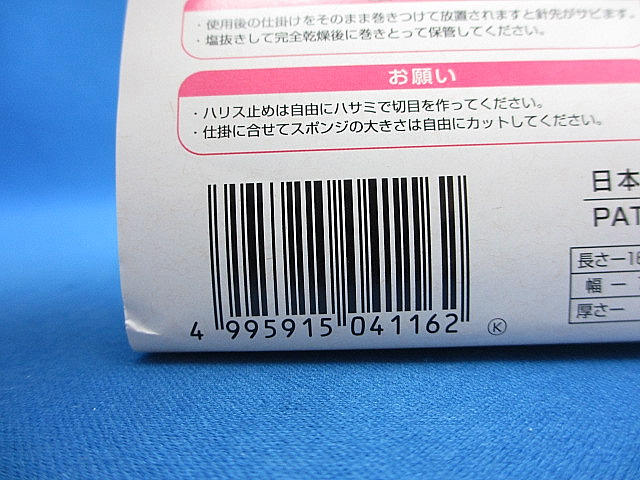 ・使用後の仕掛けをそのまま巻きつけて放置されますと針先がサビます。
・塩抜きして完全乾燥後に巻きとって保管してください。
お願い
・ハリス止めは自由にハサミで切目を作ってください。
・仕掛に合せてスポンジの大きさは自由にカットしてください。
日本
PAT
長さー18
幅ー
厚さー
4 995915 041162 Ⓚ